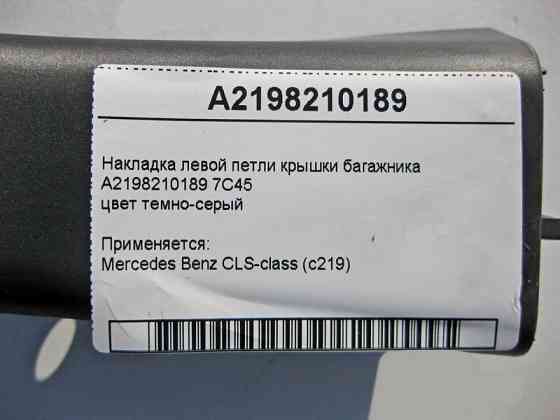 A2198210189
Накладка левой петли крышки багажника
A2198210189 7C45
цвет темно-серый
Применяется:
Mercedes Benz CLS-class (c219)